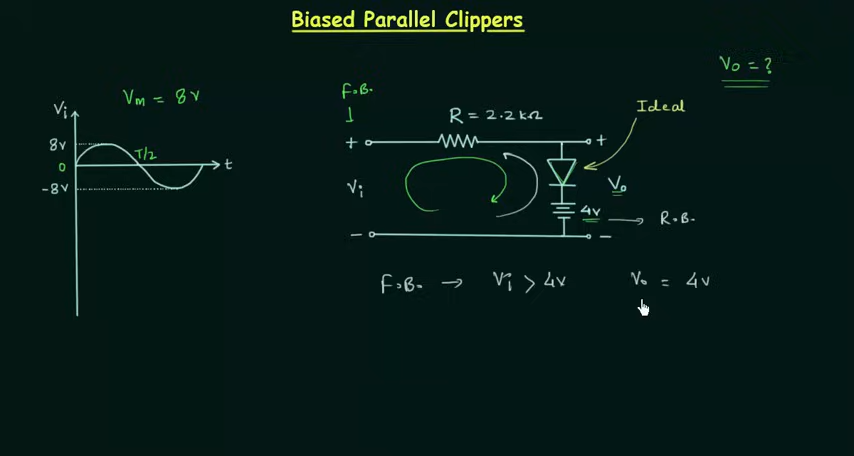 Biased Parallel Clippers
Vo = ?
Vm = 8v
F.B.
Vi
R = 2.2kΩ
Ideal
8v
T/2
0
t
-8v
+
+
Vi
Vo
4v
R.B.
-
-
F.B. → Vi > 4v Vo = 4v